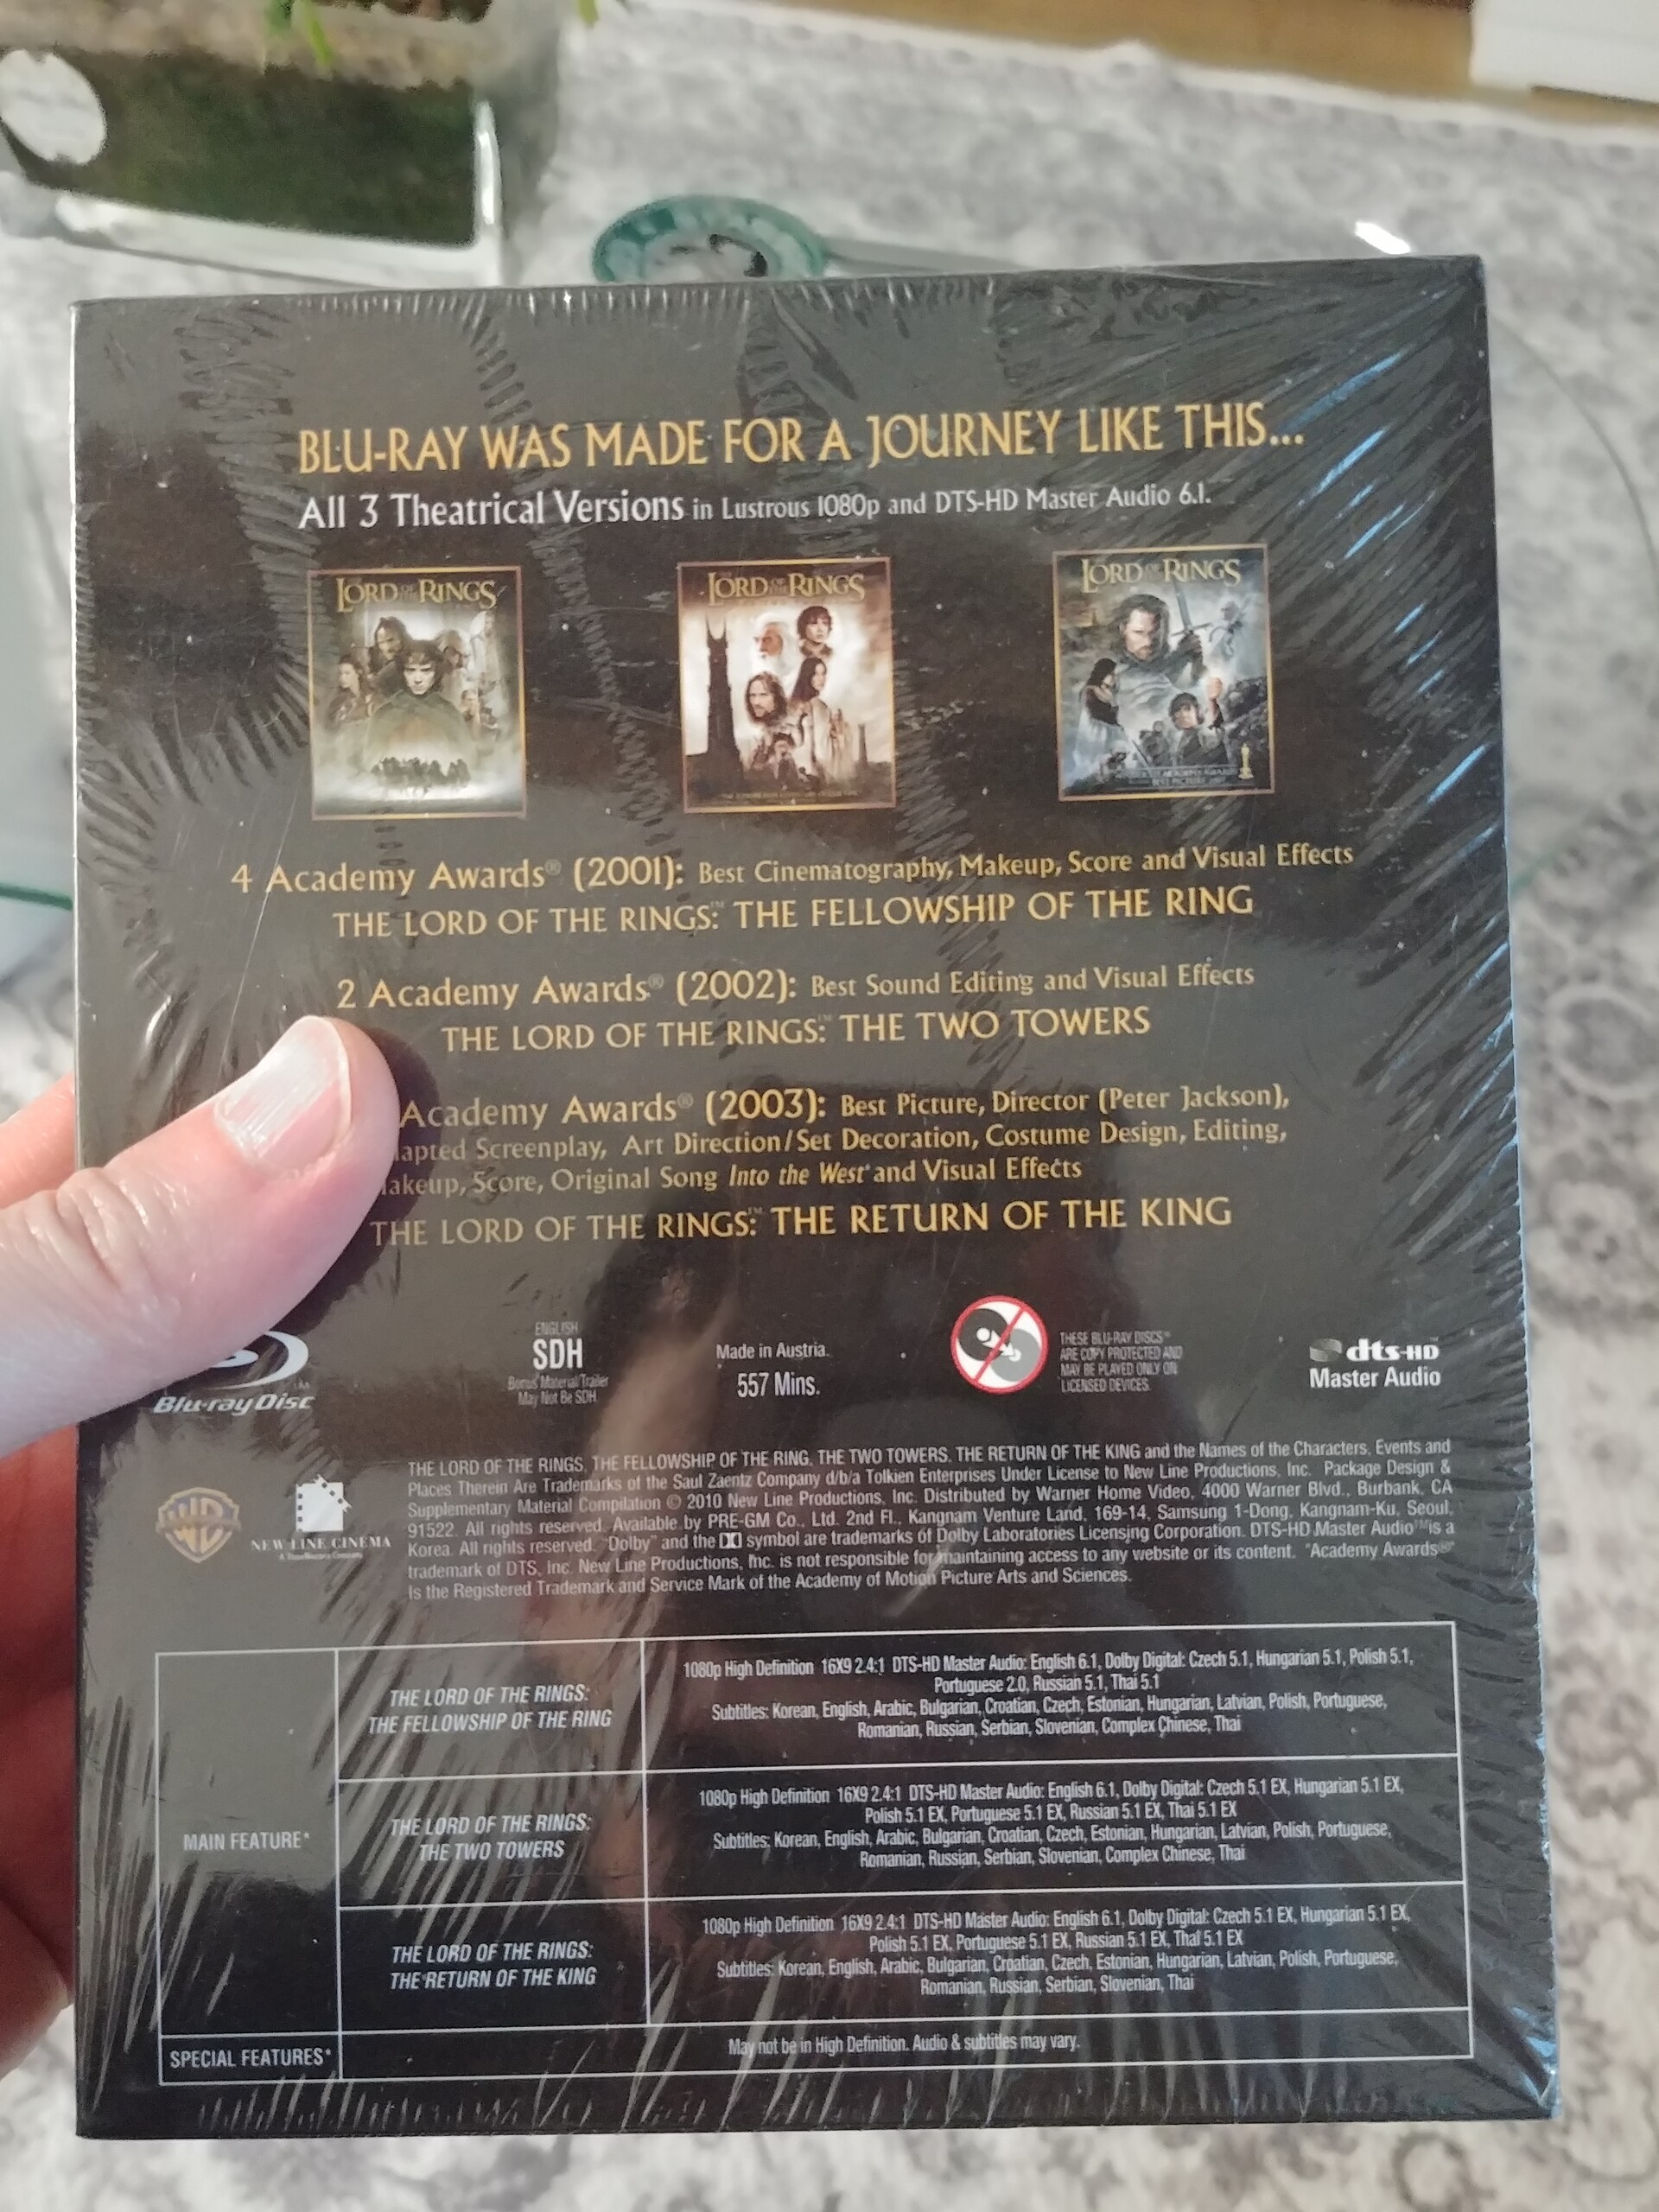 BLU-RAY WAS MADE FOR A JOURNEY LIKE THIS...
All 3 Theatrical Versions in Lustrous 1080p and DTS-HD Master Audio 6.1.
LORD OF THE RINGS
LORD OF THE RINGS
LORD OF THE RINGS
4 Academy Awards® (2001): Best Cinematography, Makeup, Score and Visual Effects
THE LORD OF THE RINGS:™ THE FELLOWSHIP OF THE RING
2 Academy Awards® (2002): Best Sound Editing and Visual Effects
THE LORD OF THE RINGS:™ THE TWO TOWERS
Academy Awards® (2003): Best Picture, Director (Peter Jackson),
apted Screenplay, Art Direction/Set Decoration, Costume Design, Editing,
akeup, Score, Original Song Into the West and Visual Effects
THE LORD OF THE RINGS:™ THE RETURN OF THE KING
Blu-ray Disc
ENGLISH
SDH
Bonus Material/Trailer
May Not Be SDH
Made in Austria.
557 Mins.
THESE BLU-RAY DISCS™
ARE COPY PROTECTED AND
MAY BE PLAYED ONLY ON
LICENSED DEVICES.
dts-HD
Master Audio
WB
NEW LINE CINEMA
THE LORD OF THE RINGS, THE FELLOWSHIP OF THE RING, THE TWO TOWERS, THE RETURN OF THE KING and the Names of the Characters, Events and
Places Therein Are Trademarks of the Saul Zaentz Company d/b/a Tolkien Enterprises Under License to New Line Productions, Inc. Package Design &
Supplementary Material Compilation © 2010 New Line Productions, Inc. Distributed by Warner Home Video, 4000 Warner Blvd., Burbank, CA
91522. All rights reserved. Available by PRE-GM Co., Ltd. 2nd Fl., Kangnam Venture Land, 169-14, Samsung 1-Dong, Kangnam-Ku, Seoul,
Korea. All rights reserved. "Dolby" and the symbol are trademarks of Dolby Laboratories Licensing Corporation. DTS-HD Master Audio™ is a
trademark of DTS, Inc. New Line Productions, Inc. is not responsible for maintaining access to any website or its content. "Academy Awards®"
Is the Registered Trademark and Service Mark of the Academy of Motion Picture Arts and Sciences.
MAIN FEATURE*
THE LORD OF THE RINGS:
THE FELLOWSHIP OF THE RING
1080p High Definition 16X9 2.4:1 DTS-HD Master Audio: English 6.1, Dolby Digital: Czech 5.1, Hungarian 5.1, Polish 5.1,
Portuguese 2.0, Russian 5.1, Thai 5.1
Subtitles: Korean, English, Arabic, Bulgarian, Croatian, Czech, Estonian, Hungarian, Latvian, Polish, Portuguese,
Romanian, Russian, Serbian, Slovenian, Complex Chinese, Thai
THE LORD OF THE RINGS:
THE TWO TOWERS
1080p High Definition 16X9 2.4:1 DTS-HD Master Audio: English 6.1, Dolby Digital: Czech 5.1 EX, Hungarian 5.1 EX,
Polish 5.1 EX, Portuguese 5.1 EX, Russian 5.1 EX, Thai 5.1 EX
Subtitles: Korean, English, Arabic, Bulgarian, Croatian, Czech, Estonian, Hungarian, Latvian, Polish, Portuguese,
Romanian, Russian, Serbian, Slovenian, Complex Chinese, Thai
THE LORD OF THE RINGS:
THE RETURN OF THE KING
1080p High Definition 16X9 2.4:1 DTS-HD Master Audio: English 6.1, Dolby Digital: Czech 5.1 EX, Hungarian 5.1 EX,
Polish 5.1 EX, Portuguese 5.1 EX, Russian 5.1 EX, Thai 5.1 EX
Subtitles: Korean, English, Arabic, Bulgarian, Croatian, Czech, Estonian, Hungarian, Latvian, Polish, Portuguese,
Romanian, Russian, Serbian, Slovenian, Thai
SPECIAL FEATURES*
May not be in High Definition. Audio & subtitles may vary.